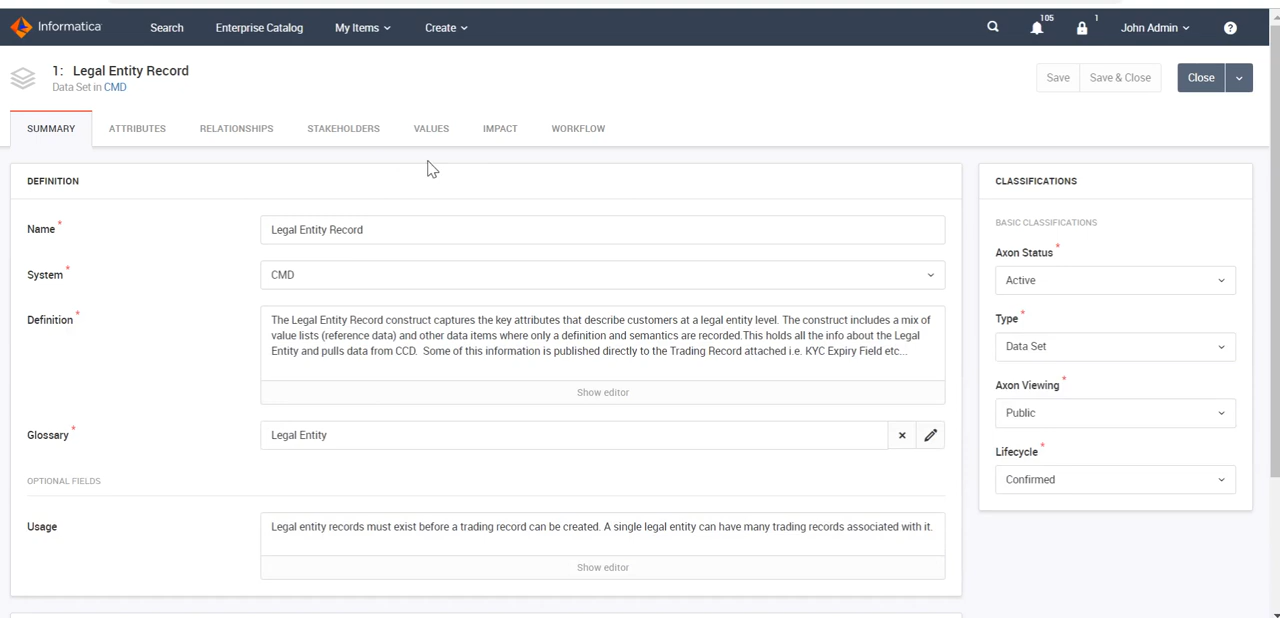 Informatica
Search
Enterprise Catalog
My Items
Create
105
1
John Admin
1: Legal Entity Record
Data Set in CMD
Save
Save & Close
Close
SUMMARY
ATTRIBUTES
RELATIONSHIPS
STAKEHOLDERS
VALUES
IMPACT
WORKFLOW
DEFINITION
Name *
Legal Entity Record
System *
CMD
Definition *
The Legal Entity Record construct captures the key attributes that describe customers at a legal entity level. The construct includes a mix of
value lists (reference data) and other data items where only a definition and semantics are recorded.This holds all the info about the Legal
Entity and pulls data from CCD. Some of this information is published directly to the Trading Record attached i.e. KYC Expiry Field etc...
Show editor
Glossary *
Legal Entity
OPTIONAL FIELDS
Usage
Legal entity records must exist before a trading record can be created. A single legal entity can have many trading records associated with it.
Show editor
CLASSIFICATIONS
BASIC CLASSIFICATIONS
Axon Status *
Active
Type *
Data Set
Axon Viewing *
Public
Lifecycle *
Confirmed